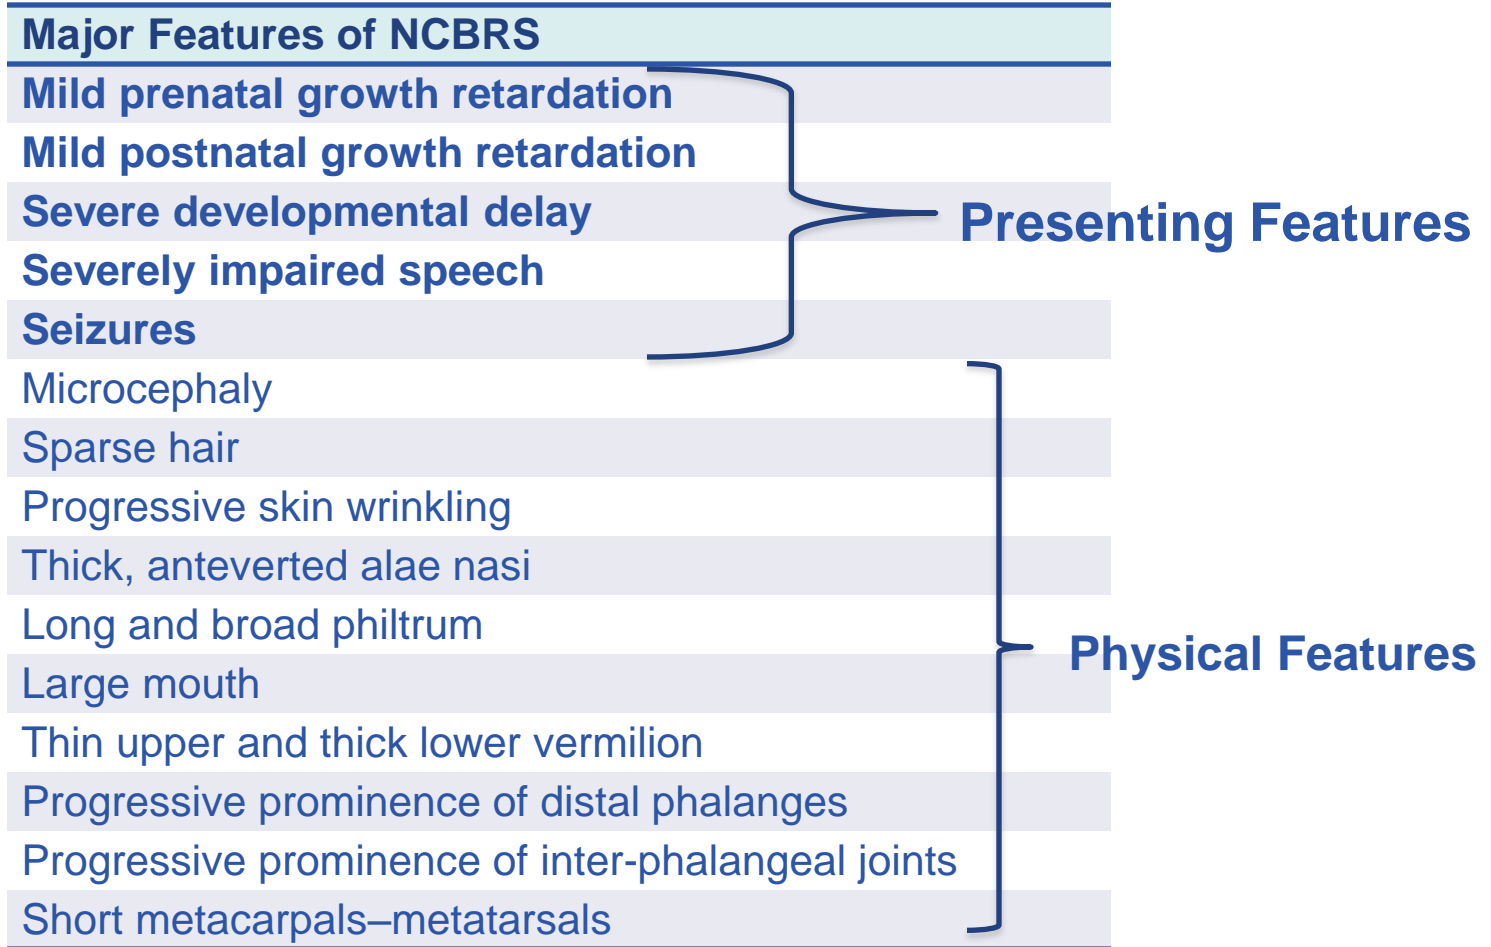 Major Features of NCBRS
Mild prenatal growth retardation
Mild postnatal growth retardation
Severe developmental delay
Severely impaired speech
Seizures
Presenting Features
Microcephaly
Sparse hair
Progressive skin wrinkling
Thick, anteverted alae nasi
Long and broad philtrum
Large mouth
Thin upper and thick lower vermilion
Progressive prominence of distal phalanges
Progressive prominence of inter-phalangeal joints
Short metacarpals–metatarsals
Physical Features